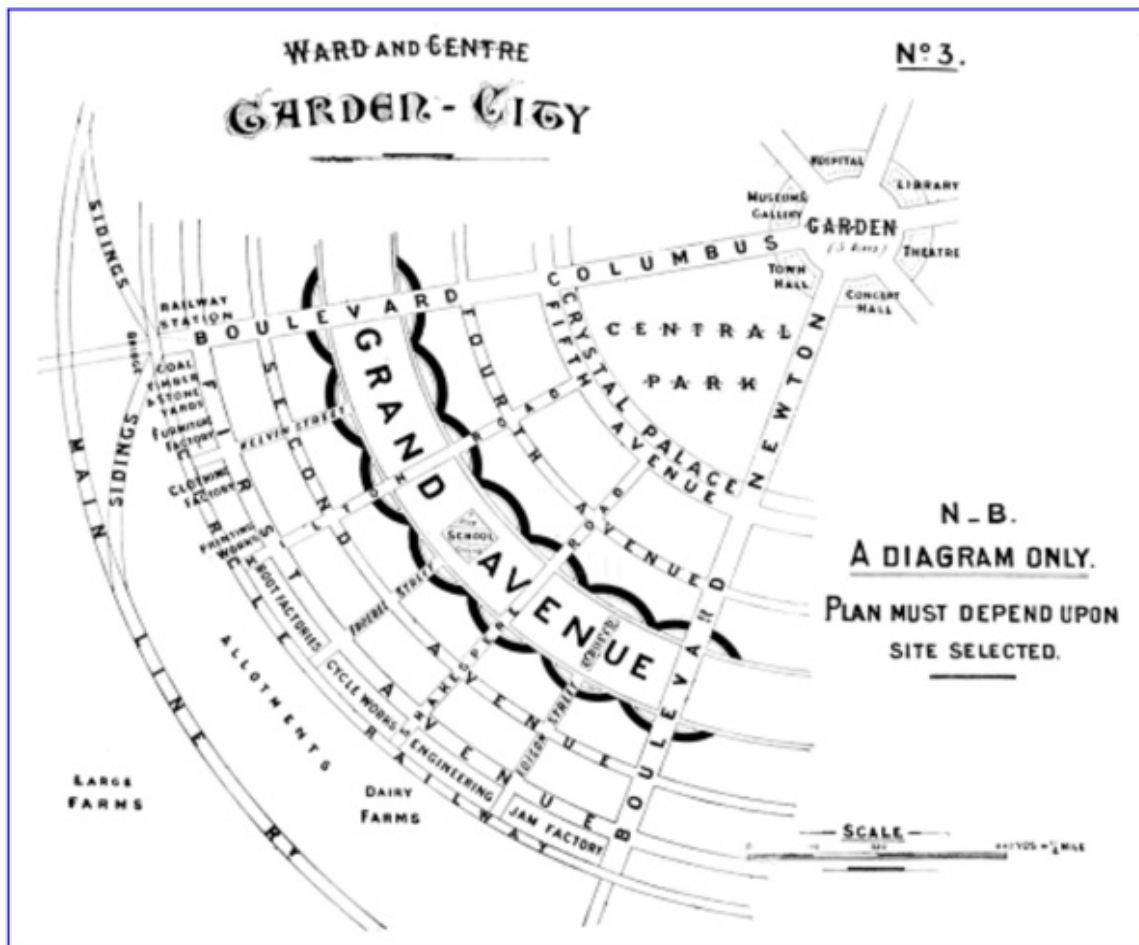 WARD AND CENTRE
GARDEN-CITY
Nº 3.
HOSPITAL
LIBRARY
MUSEUM &
GALLERY
GARDEN
THEATRE
TOWN
HALL
CONCERT
HALL
BOULEVARD COLUMBUS
CENTRAL
PARK
CRYSTAL PALACE
FIFTH AVENUE
FOURTH AVENUE
GRAND AVENUE
SCHOOL
SECOND AVENUE
FIRST AVENUE
BOULEVARD NEWTON
ROAD
ROAD
KELVIN STREET
STREET
EDISON STREET
RAILWAY
STATION
BRIDGE
SIDINGS
SIDINGS
COAL
TIMBER
& STONE
YARDS
FURNITURE
FACTORY
CLOTHING
FACTORY
PRINTING
WORKS
BOOT FACTORIES
CYCLE WORKS
ENGINEERING
JAM FACTORY
CIRCLE RAILWAY
MAIN LINE RY
ALLOTMENTS
LARGE
FARMS
DAIRY
FARMS
N-B.
A DIAGRAM ONLY.
PLAN MUST DEPEND UPON
SITE SELECTED.
SCALE
MILE